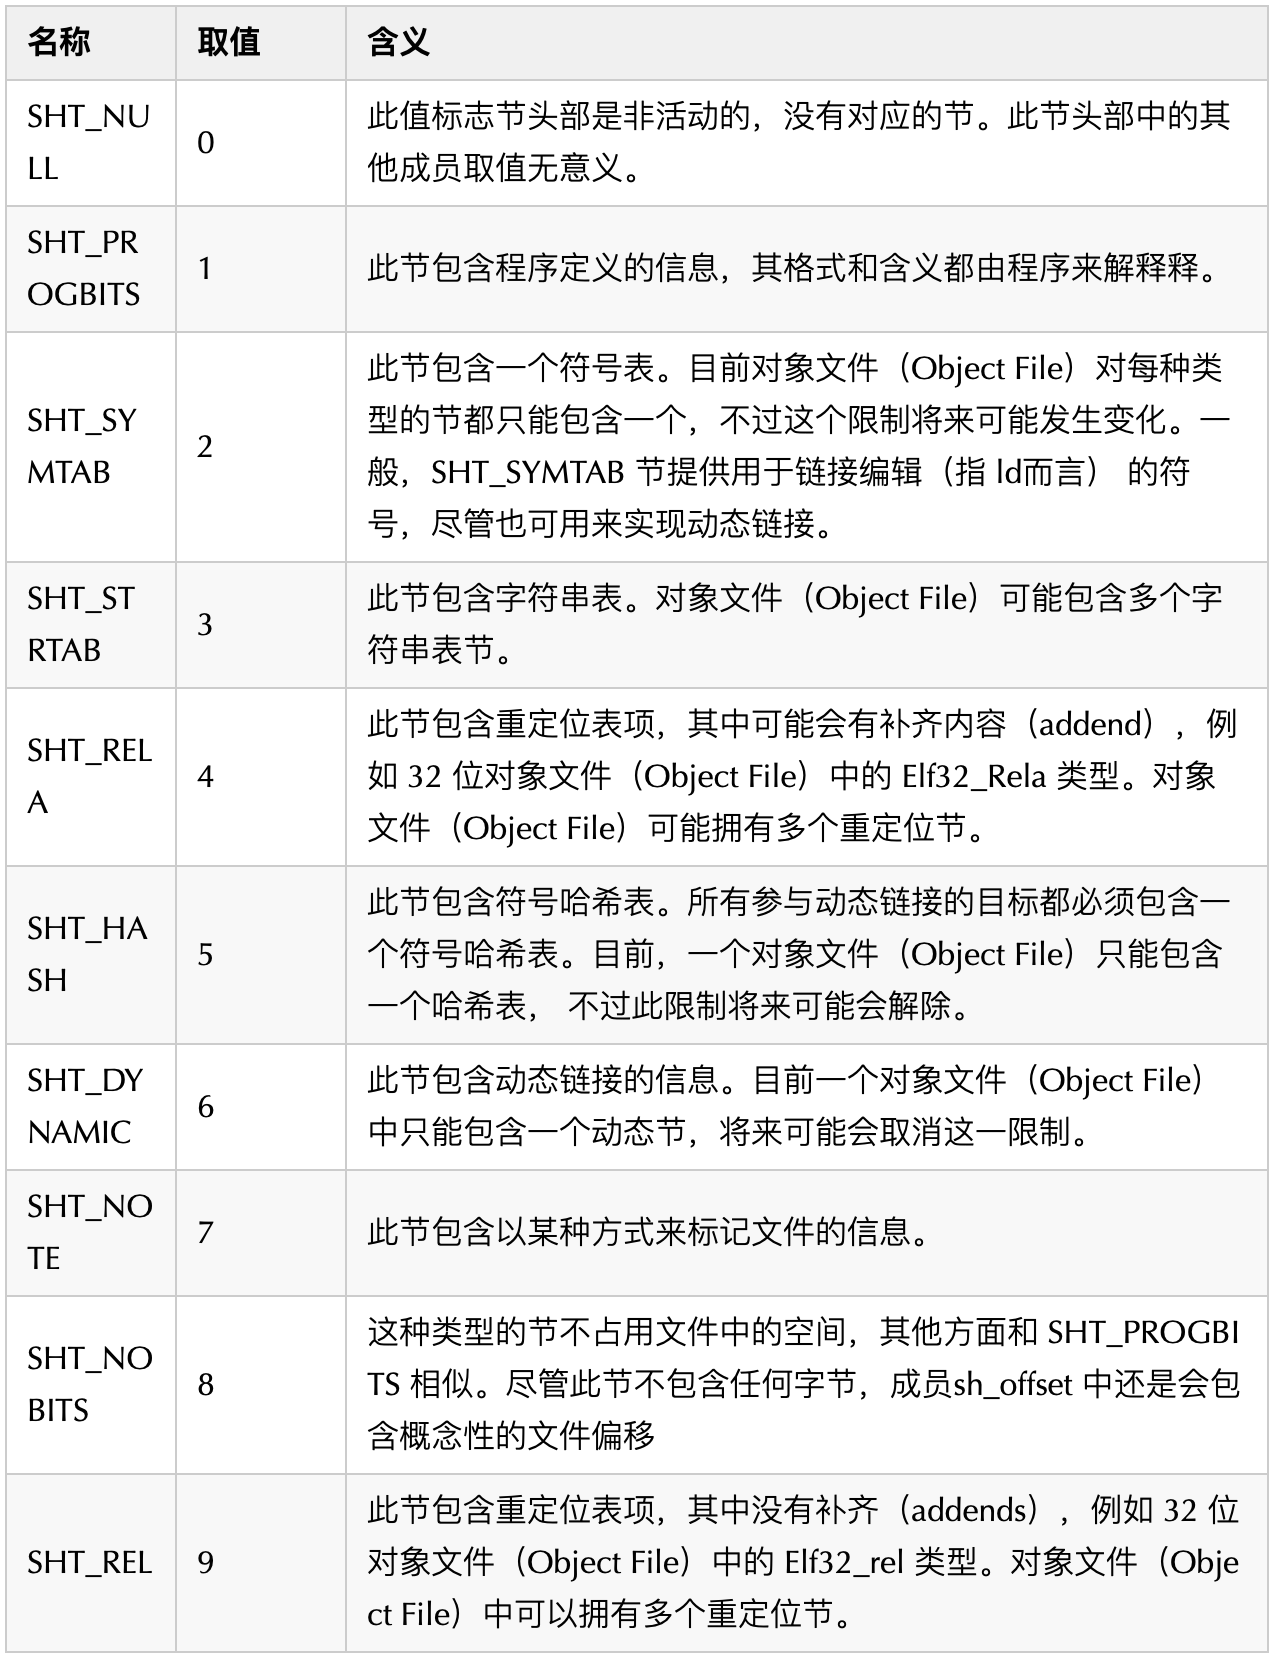 名称 取值 含义
SHT_NU
LL
0
此值标志节头部是非活动的，没有对应的节。此节头部中的其
他成员取值无意义。
SHT_PR
OGBITS
1
此节包含程序定义的信息，其格式和含义都由程序来解释释。
SHT_SY
MTAB
2
此节包含一个符号表。目前对象文件（Object File）对每种类
型的节都只能包含一个，不过这个限制将来可能发生变化。一
般，SHT_SYMTAB 节提供用于链接编辑（指 ld而言） 的符
号，尽管也可用来实现动态链接。
SHT_ST
RTAB
3
此节包含字符串表。对象文件（Object File）可能包含多个字
符串表节。
SHT_REL
A
4
此节包含重定位表项，其中可能会有补齐内容（addend），例
如 32 位对象文件（Object File）中的 Elf32_Rela 类型。对象
文件（Object File）可能拥有多个重定位节。
SHT_HA
SH
5
此节包含符号哈希表。所有参与动态链接的目标都必须包含一
个符号哈希表。目前，一个对象文件（Object File）只能包含
一个哈希表， 不过此限制将来可能会解除。
SHT_DY
NAMIC
6
此节包含动态链接的信息。目前一个对象文件（Object File）
中只能包含一个动态节，将来可能会取消这一限制。
SHT_NO
TE
7
此节包含以某种方式来标记文件的信息。
SHT_NO
BITS
8
这种类型的节不占用文件中的空间，其他方面和 SHT_PROGBI
TS 相似。尽管此节不包含任何字节，成员sh_offset 中还是会包
含概念性的文件偏移
SHT_REL
9
此节包含重定位表项，其中没有补齐（addends），例如 32 位
对象文件（Object File）中的 Elf32_rel 类型。对象文件（Obje
ct File）中可以拥有多个重定位节。